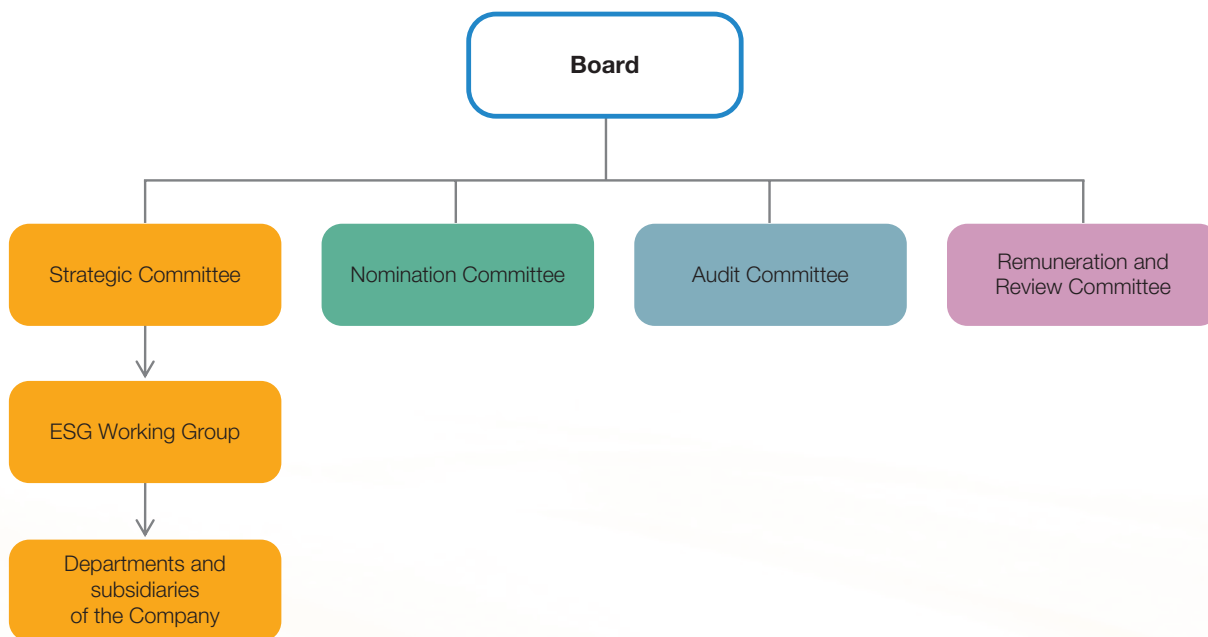 Board
Strategic Committee
Nomination Committee
Audit Committee
Remuneration and
Review Committee
ESG Working Group
Departments and
subsidiaries
of the Company